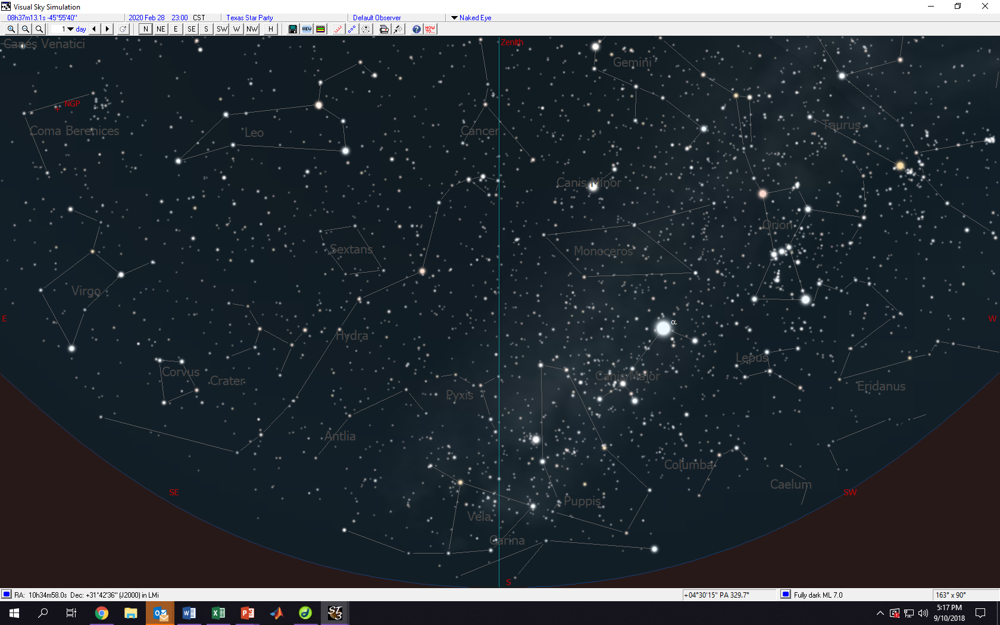 Visual Sky Simulation
08h37m13.1s -45°55'40" 2020 Feb 28 23:00 CST Texas Star Party Default Observer Naked Eye
1 day N NE E SE S SW W NW H VIEW ? HOW TO...
Zenith
Canes Venatici
Gemini
NGP
Taurus
Coma Berenices
Leo
Cancer
Canis Minor
Orion
Sextans
Monoceros
Virgo
E
W
α
Hydra
Lepus
Corvus
Canis Major
Crater
Eridanus
Pyxis
Antlia
Columba
Caelum
SE
SW
Puppis
Vela
Carina
S
RA: 10h34m58.0s Dec: +31°42'36" (J2000) in LMi +04°30'15" PA 329.7° Fully dark ML 7.0 163° x 90°
ST3
5:17 PM
9/10/2018